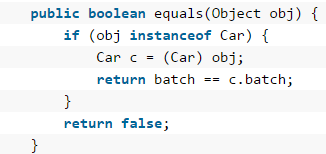 public boolean equals(Object obj) {
    if (obj instanceof Car) {
        Car c = (Car) obj;
        return batch == c.batch;
    }
    return false;
}